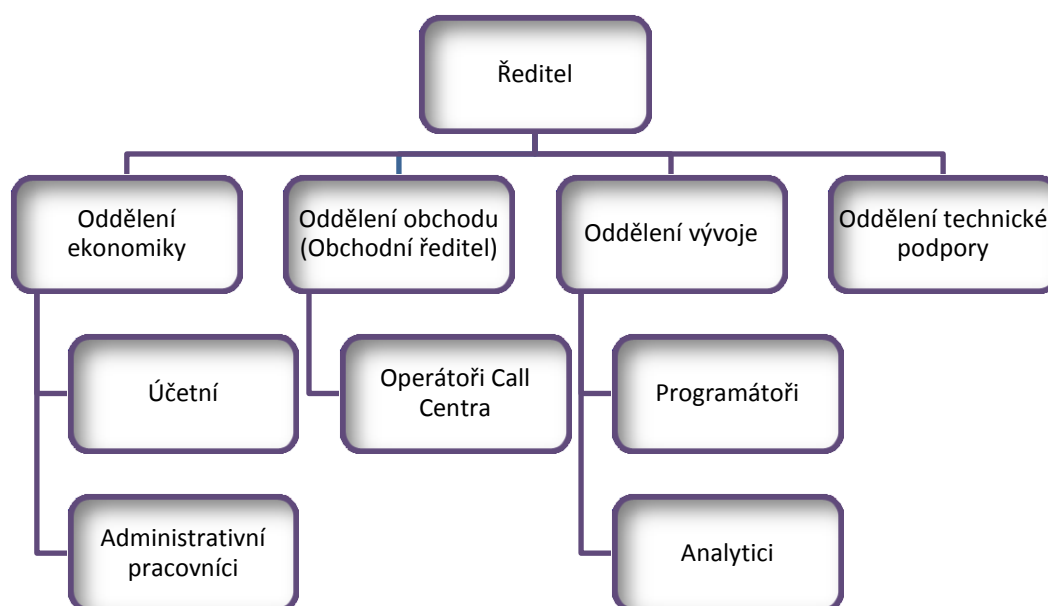 Ředitel
Oddělení
ekonomiky
Oddělení obchodu
(Obchodní ředitel)
Oddělení vývoje
Oddělení technické
podpory
Účetní
Operátoři Call
Centra
Programátoři
Administrativní
pracovníci
Analytici